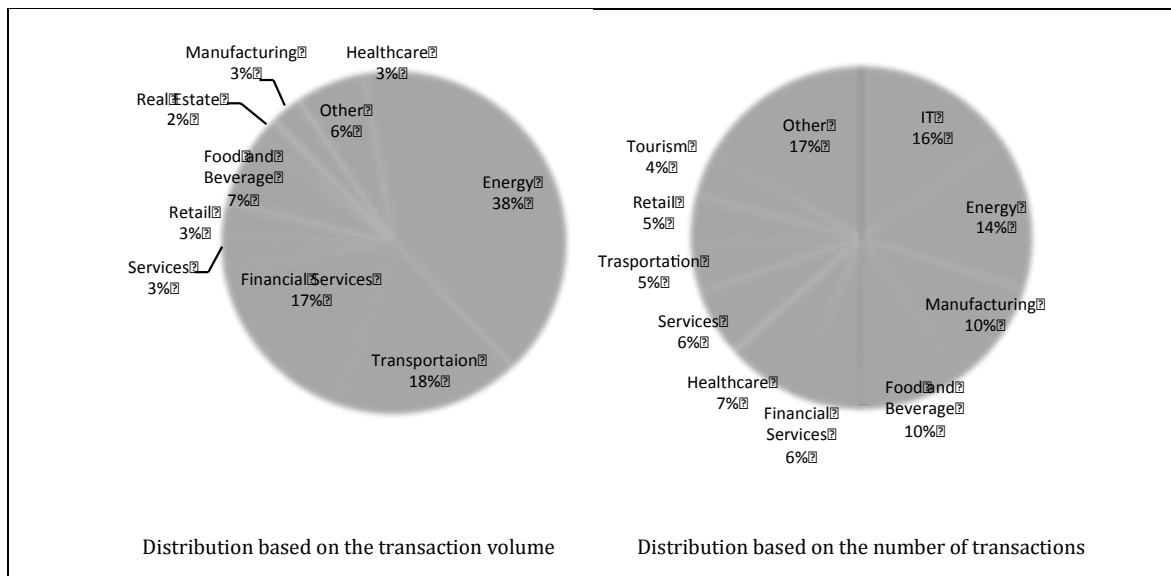 Manufacturing
3%
Healthcare
3%
Real Estate
2%
Other
6%
Food and
Beverage
7%
Energy
38%
Retail
3%
Services
3%
Financial Services
17%
Transportaion
18%
Distribution based on the transaction volume
Other
17%
IT
16%
Tourism
4%
Retail
5%
Energy
14%
Trasportation
5%
Manufacturing
10%
Services
6%
Healthcare
7%
Food and
Beverage
10%
Financial
Services
6%
Distribution based on the number of transactions